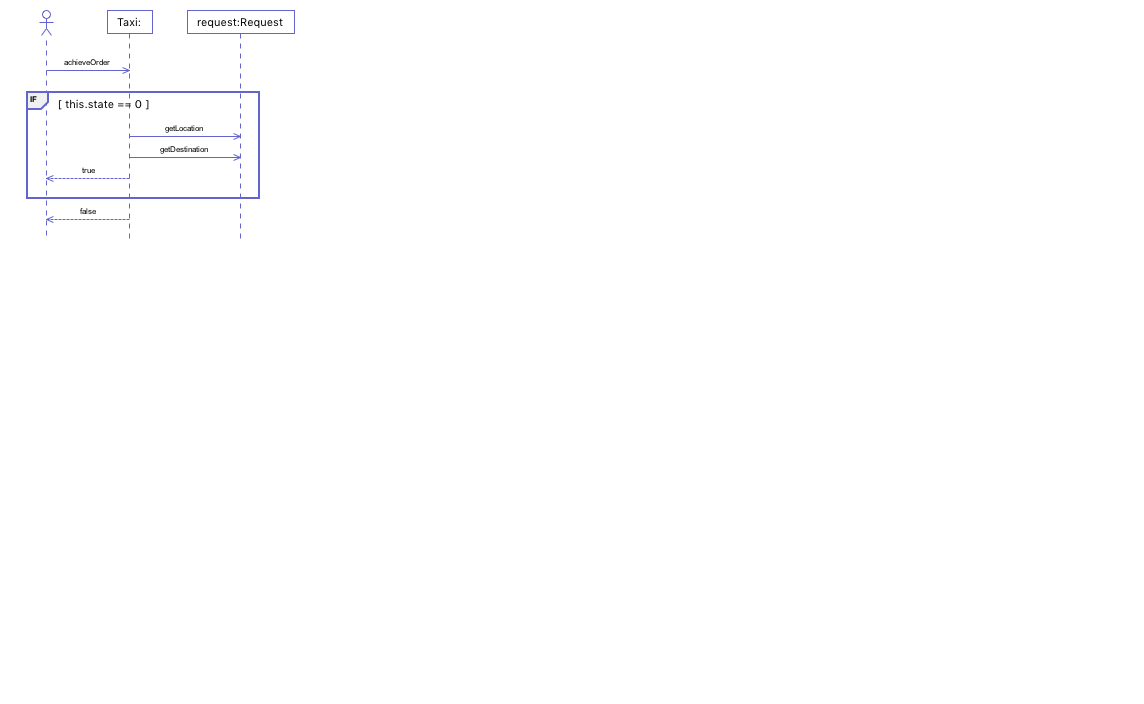 Taxi:
request:Request
achieveOrder
IF
[ this.state == 0 ]
getLocation
getDestination
true
false